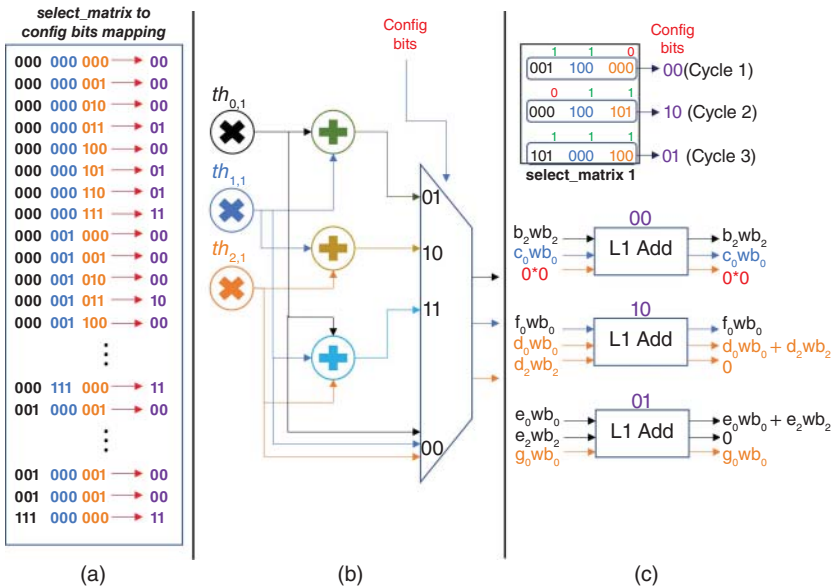 select_matrix to
config bits mapping
000 000 000 00
000 000 001 00
000 000 010 00
000 000 011 01
000 000 100 00
000 000 101 01
000 000 110 01
000 000 111 11
000 001 000 00
000 001 001 00
000 001 010 00
000 001 011 10
000 001 100 00
000 111 000 11
001 000 001 00
001 000 001 00
001 000 001 00
111 000 000 11
(a)
Config
bits
th0,1
th1,1
th2,1
01
10
11
00
(b)
Config
bits
1 1 0
001 100 000 00 (Cycle 1)
0 1 1
000 100 101 10 (Cycle 2)
1 1 1
101 000 100 01 (Cycle 3)
select_matrix 1
00
b2wb2 L1 Add b2wb2
c0wb0 c0wb0
0*0 0*0
10
f0wb0 L1 Add f0wb0
d0wb0 d0wb0 + d2wb2
d2wb2 0
01
e0wb0 L1 Add e0wb0 + e2wb2
e2wb2 0
g0wb0 g0wb0
(c)